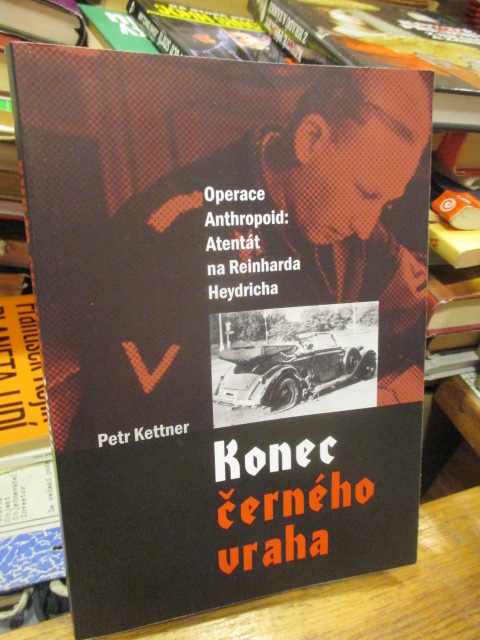 Operace
Anthropoid:
Atentát
na Reinharda
Heydricha
Petr Kettner
Konec
černého
vraha